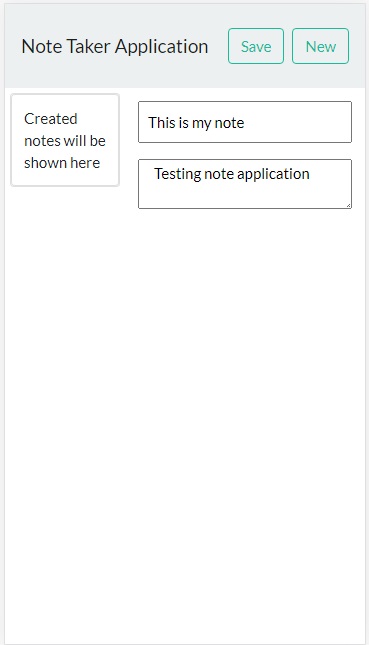 Note Taker Application
Save
New
Created
notes will be
shown here
This is my note
Testing note application